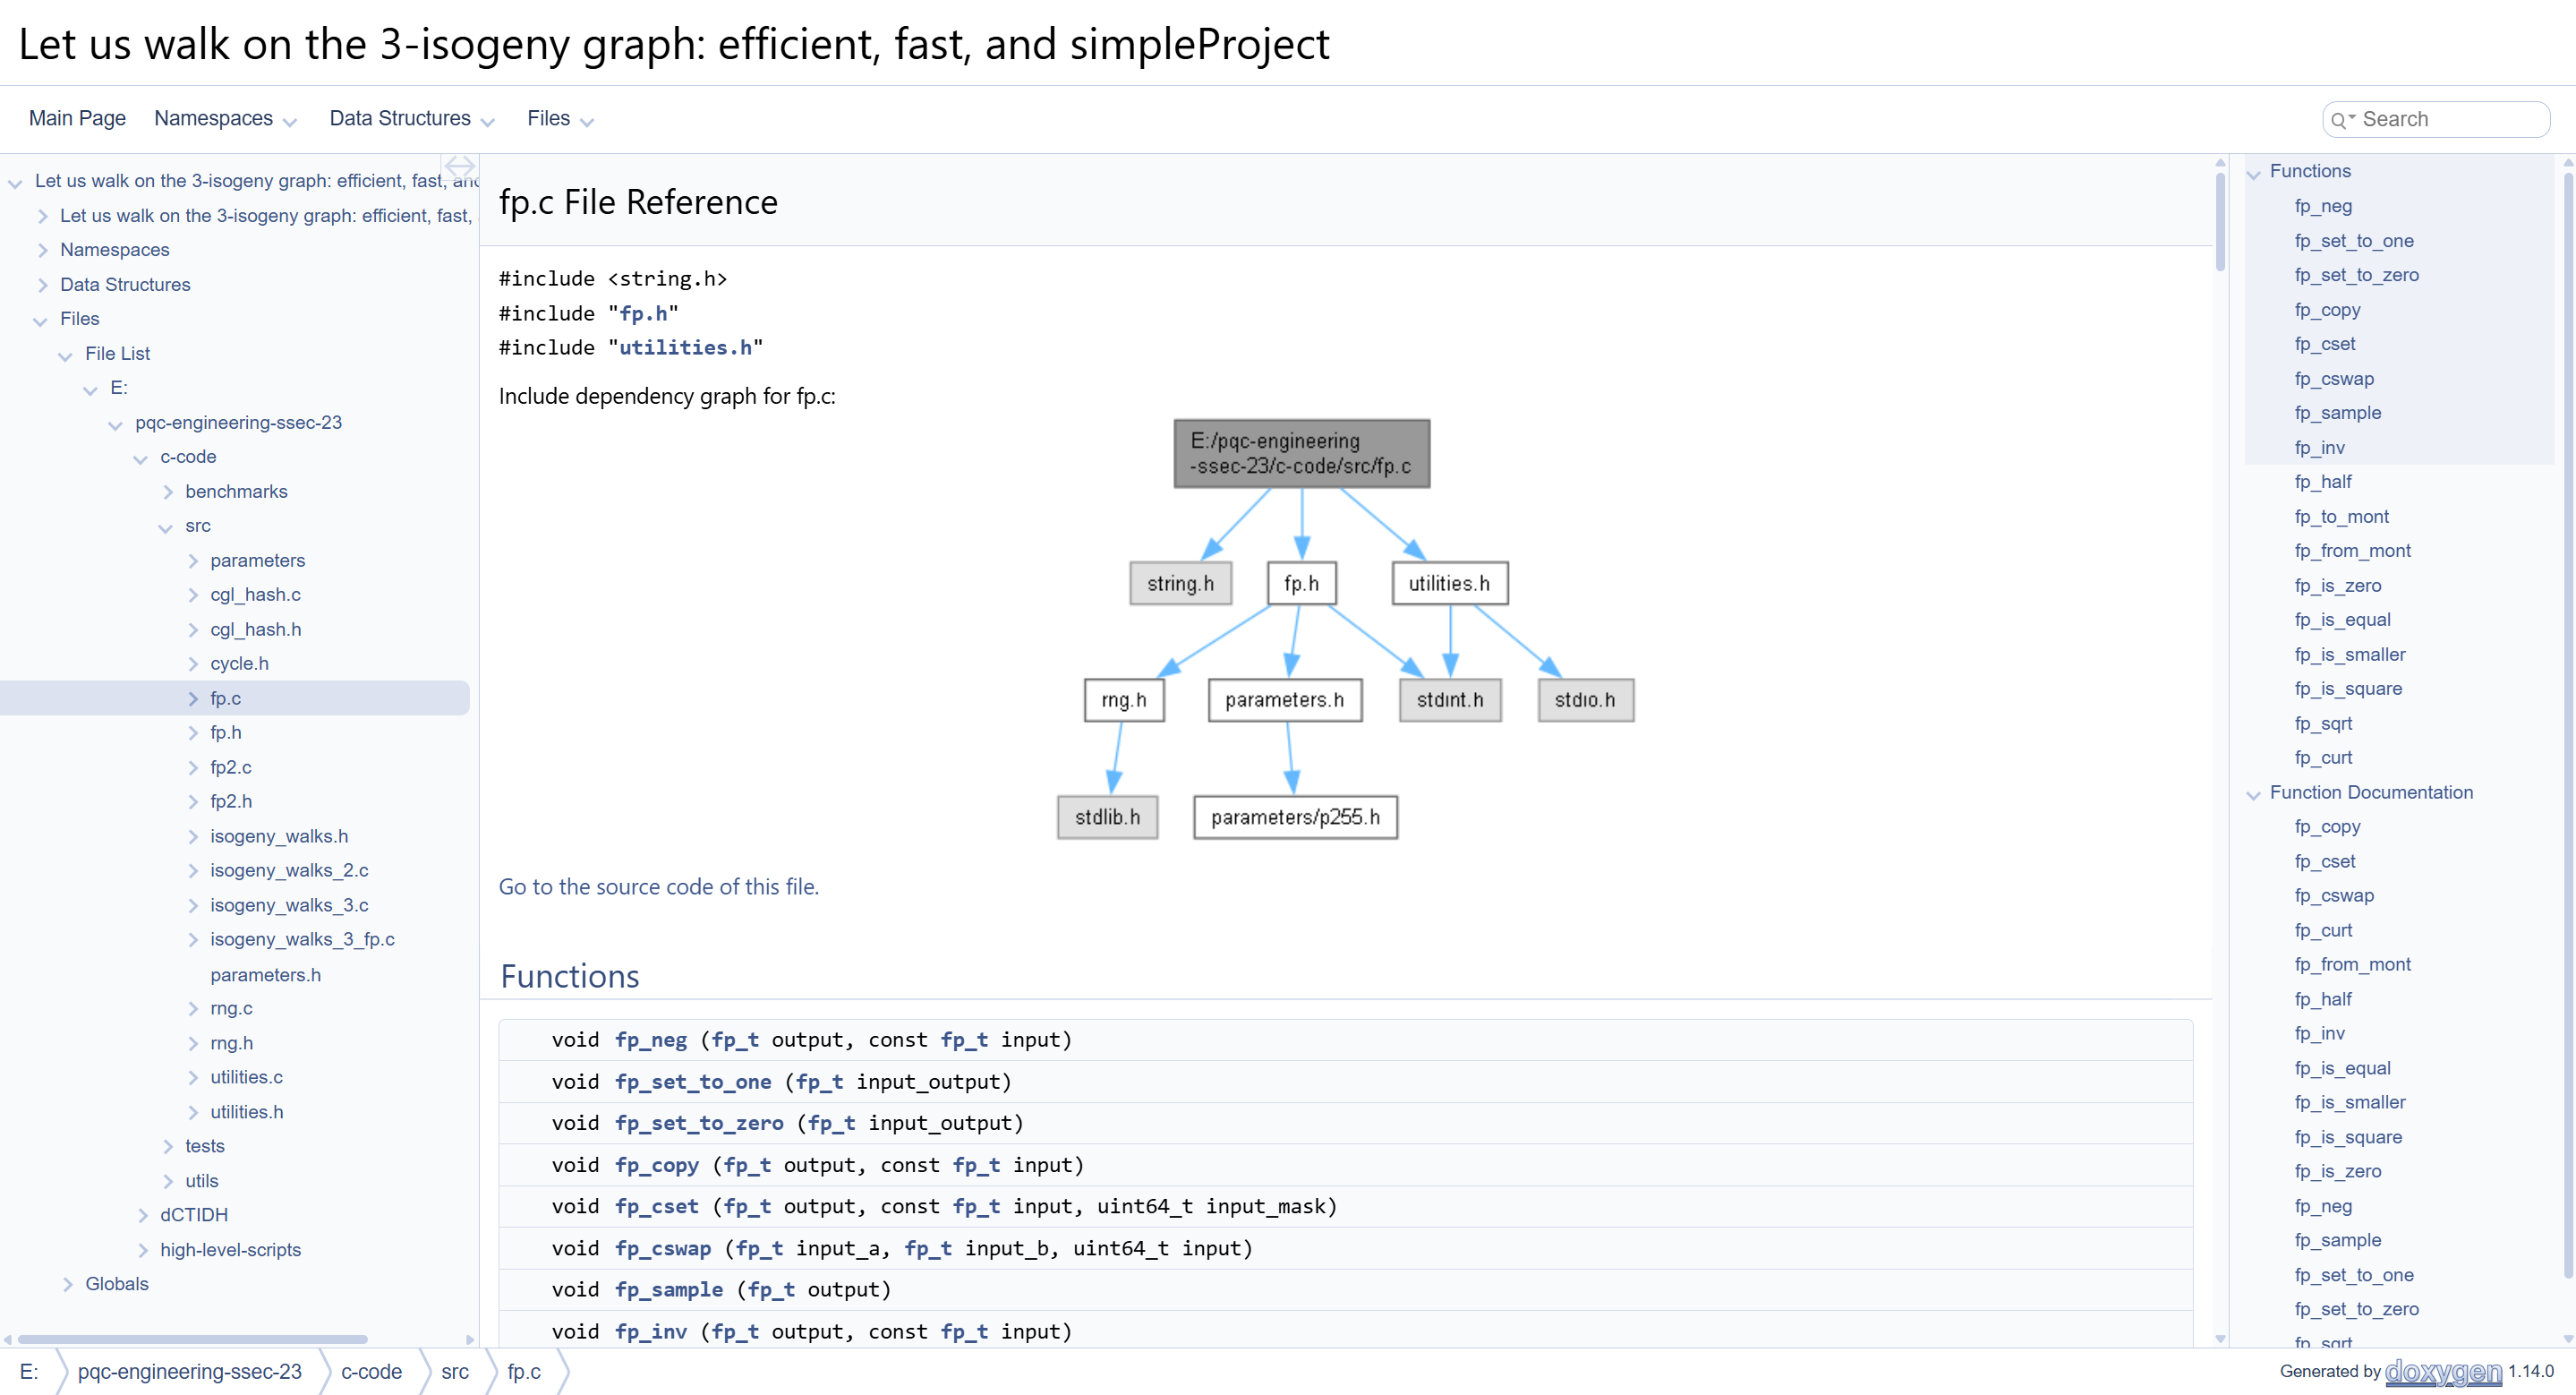 Let us walk on the 3-isogeny graph: efficient, fast, and simpleProject
Main Page
Namespaces
Data Structures
Files
Search
Let us walk on the 3-isogeny graph: efficient, fast, and
Let us walk on the 3-isogeny graph: efficient, fast,
Namespaces
Data Structures
Files
File List
E:
pqc-engineering-ssec-23
c-code
benchmarks
src
parameters
cgl_hash.c
cgl_hash.h
cycle.h
fp.c
fp.h
fp2.c
fp2.h
isogeny_walks.h
isogeny_walks_2.c
isogeny_walks_3.c
isogeny_walks_3_fp.c
parameters.h
rng.c
rng.h
utilities.c
utilities.h
tests
utils
dCTIDH
high-level-scripts
Globals
fp.c File Reference
#include <string.h>
#include "fp.h"
#include "utilities.h"
Include dependency graph for fp.c:
E:/pqc-engineering
-ssec-23/c-code/src/fp.c
string.h
fp.h
utilities.h
rng.h
parameters.h
stdint.h
stdio.h
stdlib.h
parameters/p255.h
Go to the source code of this file.
Functions
void fp_neg (fp_t output, const fp_t input)
void fp_set_to_one (fp_t input_output)
void fp_set_to_zero (fp_t input_output)
void fp_copy (fp_t output, const fp_t input)
void fp_cset (fp_t output, const fp_t input, uint64_t input_mask)
void fp_cswap (fp_t input_a, fp_t input_b, uint64_t input)
void fp_sample (fp_t output)
void fp_inv (fp_t output, const fp_t input)
Functions
fp_neg
fp_set_to_one
fp_set_to_zero
fp_copy
fp_cset
fp_cswap
fp_sample
fp_inv
fp_half
fp_to_mont
fp_from_mont
fp_is_zero
fp_is_equal
fp_is_smaller
fp_is_square
fp_sqrt
fp_curt
Function Documentation
fp_copy
fp_cset
fp_cswap
fp_curt
fp_from_mont
fp_half
fp_inv
fp_is_equal
fp_is_smaller
fp_is_square
fp_is_zero
fp_neg
fp_sample
fp_set_to_one
fp_set_to_zero
fp_sqrt
E:
pqc-engineering-ssec-23
c-code
src
fp.c
Generated by doxygen 1.14.0